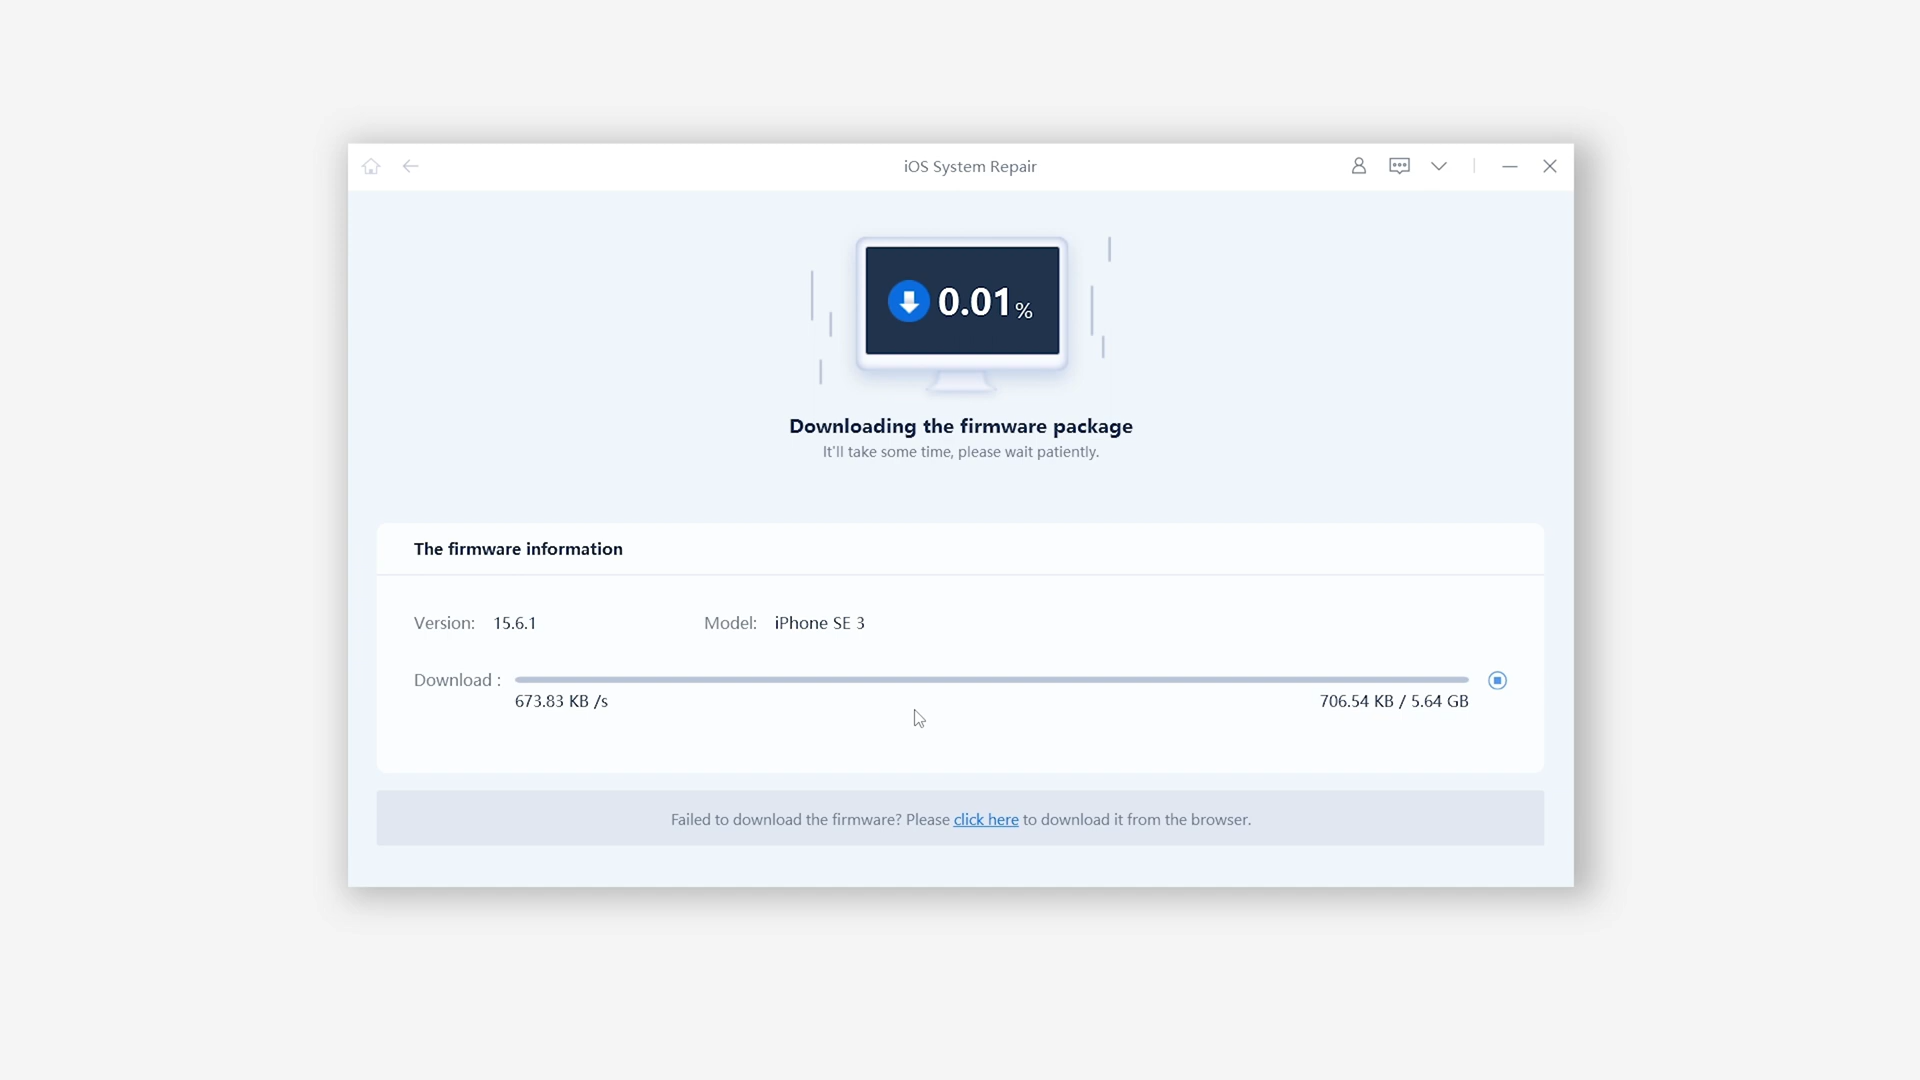 iOS System Repair
0.01%
Downloading the firmware package
It'll take some time, please wait patiently.
The firmware information
Version: 15.6.1 Model: iPhone SE 3
Download :
673.83 KB /s 706.54 KB / 5.64 GB
Failed to download the firmware? Please click here to download it from the browser.